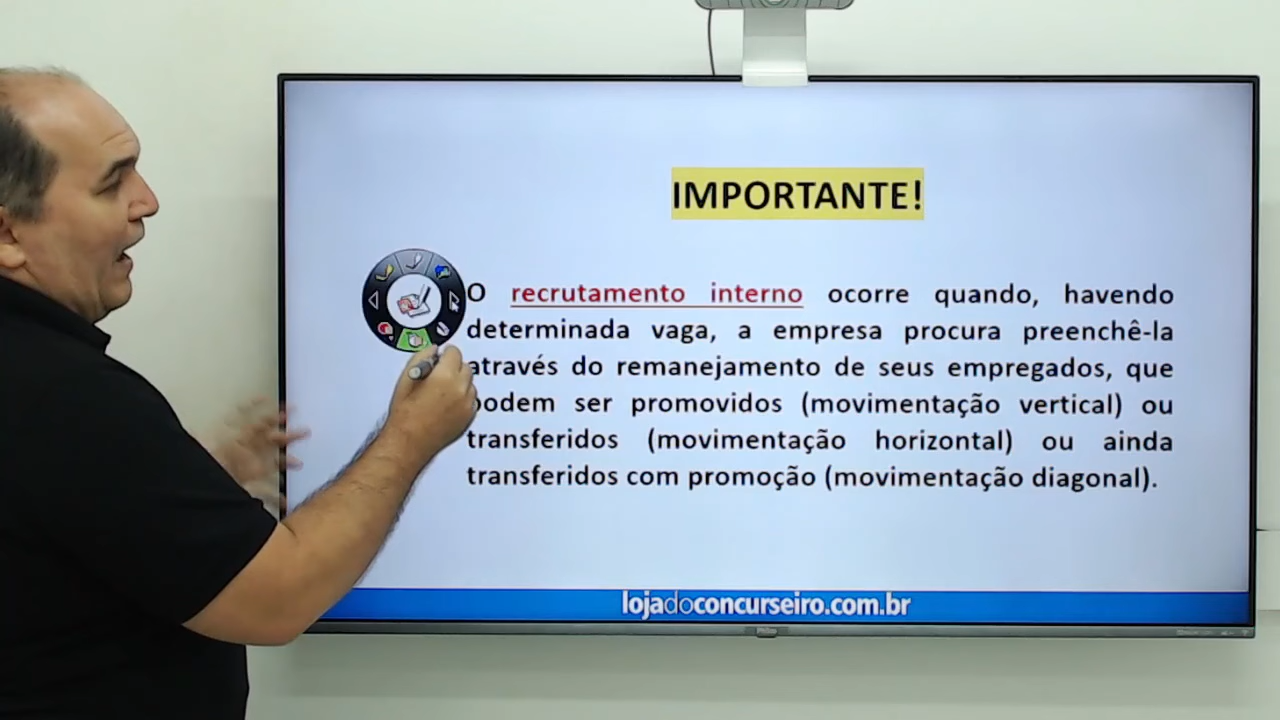 IMPORTANTE!
O recrutamento interno ocorre quando, havendo
determinada vaga, a empresa procura preenchê-la
através do remanejamento de seus empregados, que
podem ser promovidos (movimentação vertical) ou
transferidos (movimentação horizontal) ou ainda
transferidos com promoção (movimentação diagonal).
lojadoconcurseiro.com.br